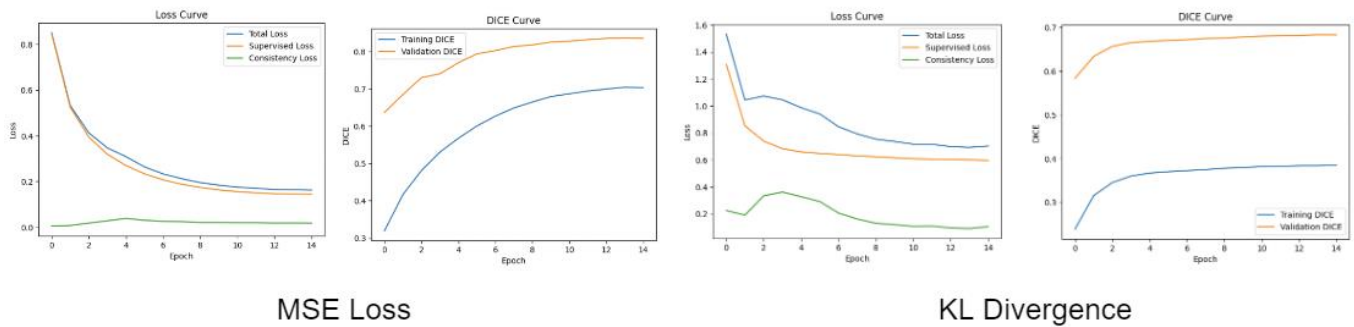 Loss Curve
Total Loss
Supervised Loss
Consistency Loss
0.8
0.6
0.4
0.2
0.0
Loss
0 2 4 6 8 10 12 14
Epoch
DICE Curve
Training DICE
Validation DICE
0.8
0.7
0.6
0.5
0.4
0.3
DICE
0 2 4 6 8 10 12 14
Epoch
MSE Loss
Loss Curve
Total Loss
Supervised Loss
Consistency Loss
1.6
1.4
1.2
1.0
0.8
0.6
0.4
0.2
Loss
0 2 4 6 8 10 12 14
Epoch
DICE Curve
0.7
0.6
0.5
0.4
0.3
DICE
Training DICE
Validation DICE
0 2 4 6 8 10 12 14
Epoch
KL Divergence